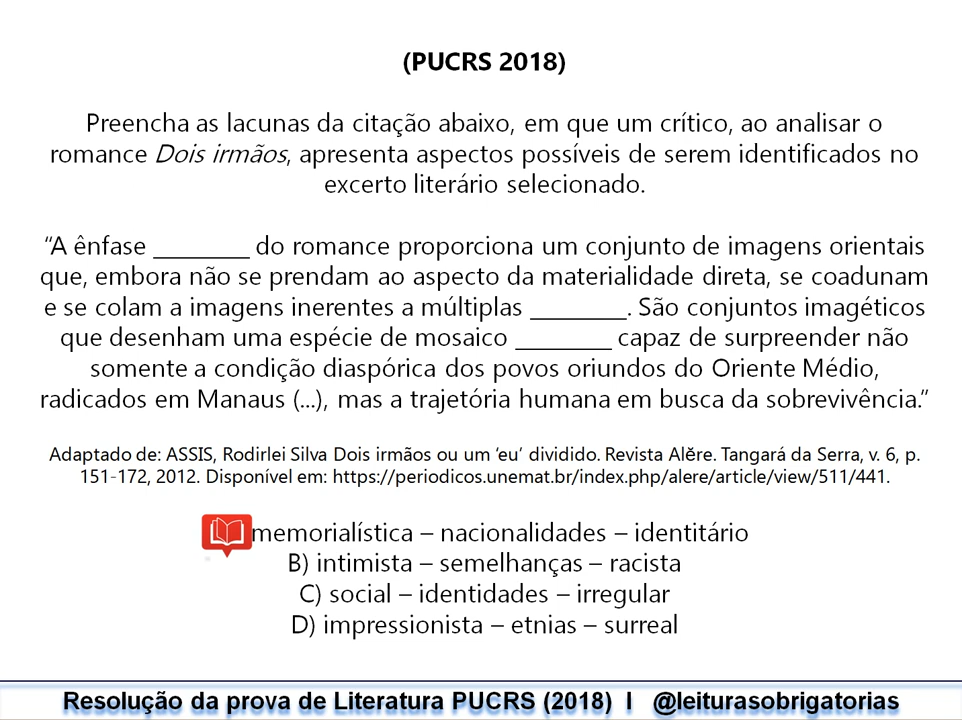 (PUCRS 2018)
Preencha as lacunas da citação abaixo, em que um crítico, ao analisar o
romance Dois irmãos, apresenta aspectos possíveis de serem identificados no
excerto literário selecionado.
“A ênfase ________ do romance proporciona um conjunto de imagens orientais
que, embora não se prendam ao aspecto da materialidade direta, se coadunam
e se colam a imagens inerentes a múltiplas ________. São conjuntos imagéticos
que desenham uma espécie de mosaico ________ capaz de surpreender não
somente a condição diaspórica dos povos oriundos do Oriente Médio,
radicados em Manaus (...), mas a trajetória humana em busca da sobrevivência.”
Adaptado de: ASSIS, Rodirlei Silva Dois irmãos ou um ‘eu’ dividido. Revista Alĕre. Tangará da Serra, v. 6, p.
151-172, 2012. Disponível em: https://periodicos.unemat.br/index.php/alere/article/view/511/441.
memorialística – nacionalidades – identitário
B) intimista – semelhanças – racista
C) social – identidades – irregular
D) impressionista – etnias – surreal
Resolução da prova de Literatura PUCRS (2018) I @leiturasobrigatorias